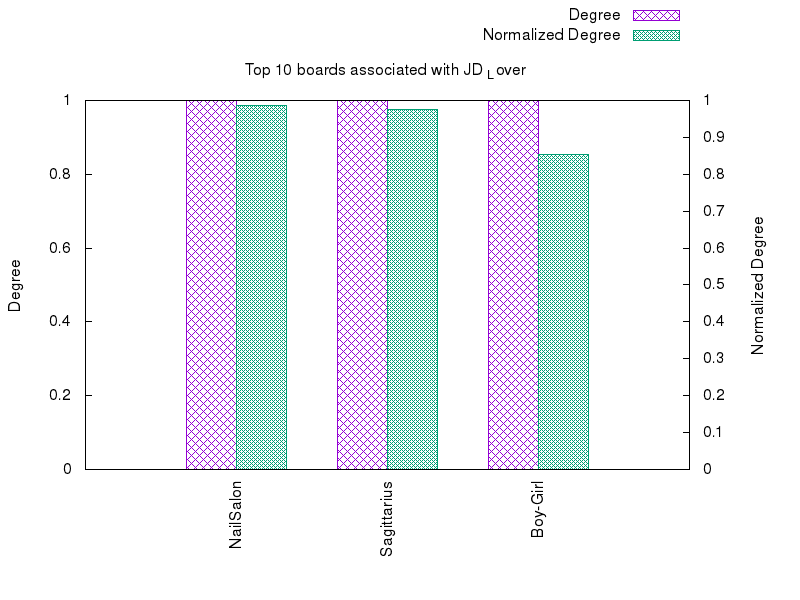 Degree
Normalized Degree
Top 10 boards associated with JD Lover
1 1
0.9
0.8 0.8
0.7
0.6 0.6
0.5
0.4 0.4
0.3
0.2 0.2
0.1
0 0
Degree
Normalized Degree
NailSalon
Sagittarius
Boy-Girl